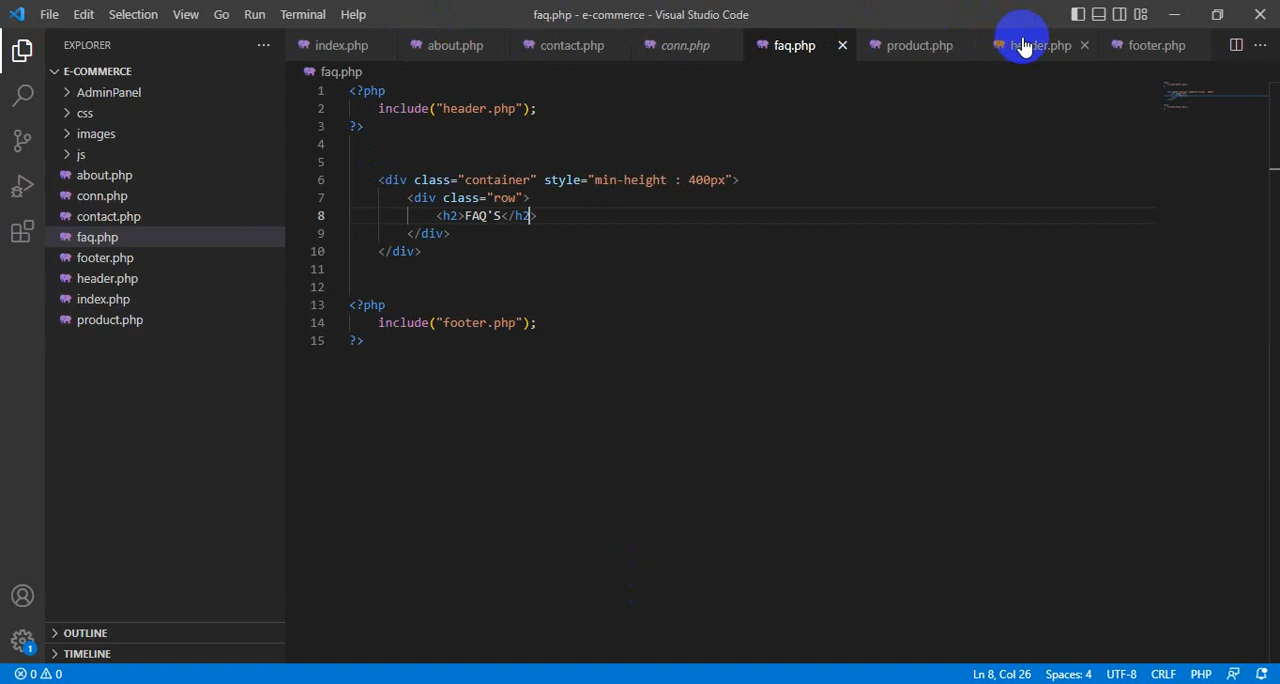 File Edit Selection View Go Run Terminal Help faq.php - e-commerce - Visual Studio Code
EXPLORER index.php about.php contact.php conn.php faq.php product.php header.php footer.php
E-COMMERCE faq.php
AdminPanel
css
images
js
about.php
conn.php
contact.php
faq.php
footer.php
header.php
index.php
product.php
1 <?php
2 include("header.php");
3 ?>
4
5
6 <div class="container" style="min-height : 400px">
7 <div class="row">
8 <h2>FAQ'S</h2>
9 </div>
10 </div>
11
12
13 <?php
14 include("footer.php");
15 ?>
OUTLINE
TIMELINE
1
0 0 Ln 8, Col 26 Spaces: 4 UTF-8 CRLF PHP